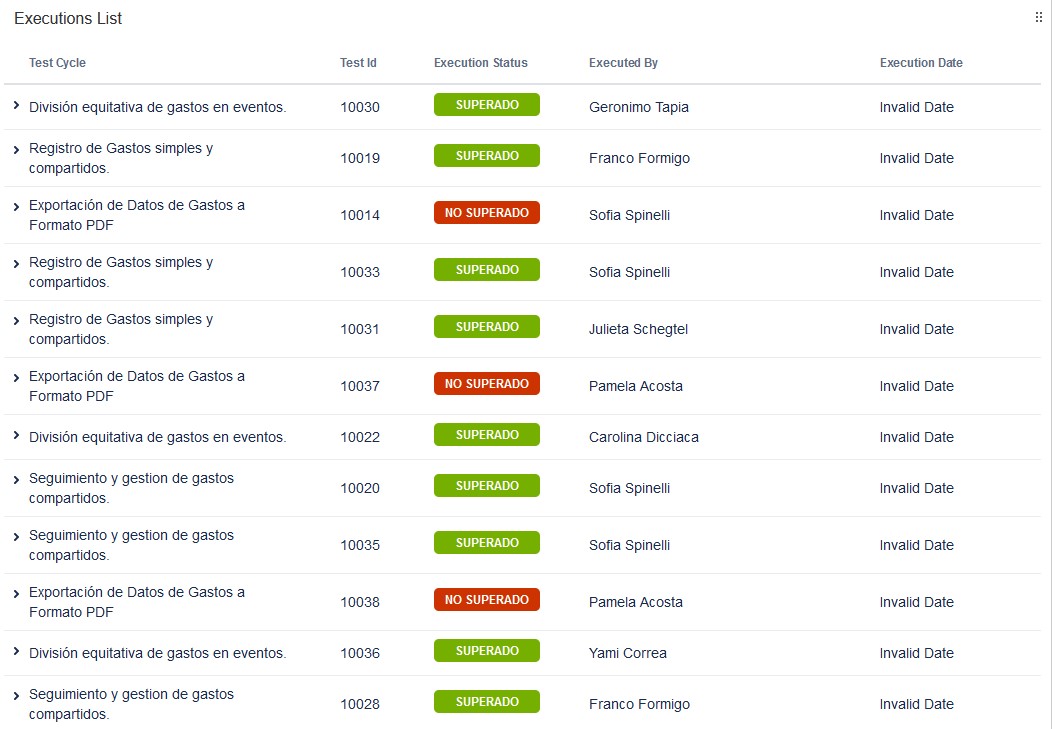 Executions List
Test Cycle Test Id Execution Status Executed By Execution Date
División equitativa de gastos en eventos. 10030 SUPERADO Geronimo Tapia Invalid Date
Registro de Gastos simples y
compartidos. 10019 SUPERADO Franco Formigo Invalid Date
Exportación de Datos de Gastos a
Formato PDF 10014 NO SUPERADO Sofia Spinelli Invalid Date
Registro de Gastos simples y
compartidos. 10033 SUPERADO Sofia Spinelli Invalid Date
Registro de Gastos simples y
compartidos. 10031 SUPERADO Julieta Schegtel Invalid Date
Exportación de Datos de Gastos a
Formato PDF 10037 NO SUPERADO Pamela Acosta Invalid Date
División equitativa de gastos en eventos. 10022 SUPERADO Carolina Dicciaca Invalid Date
Seguimiento y gestion de gastos
compartidos. 10020 SUPERADO Sofia Spinelli Invalid Date
Seguimiento y gestion de gastos
compartidos. 10035 SUPERADO Sofia Spinelli Invalid Date
Exportación de Datos de Gastos a
Formato PDF 10038 NO SUPERADO Pamela Acosta Invalid Date
División equitativa de gastos en eventos. 10036 SUPERADO Yami Correa Invalid Date
Seguimiento y gestion de gastos
compartidos. 10028 SUPERADO Franco Formigo Invalid Date